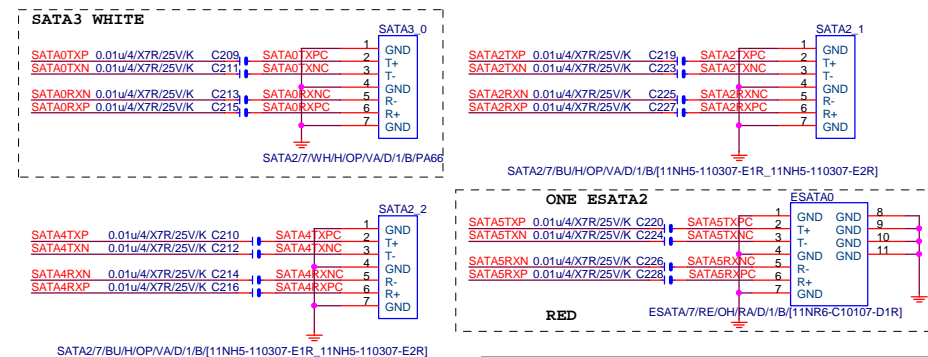 SATA3 WHITE
SATA3_0
SATA0TXP 0.01u/4/X7R/25V/K C209 SATA0TXPC 1 GND
SATA0TXN 0.01u/4/X7R/25V/K C211 SATA0TXNC 2 T+
3 T-
4 GND
SATA0RXN 0.01u/4/X7R/25V/K C213 SATA0RXNC 5 R-
SATA0RXP 0.01u/4/X7R/25V/K C215 SATA0RXPC 6 R+
7 GND
SATA2/7/WH/H/OP/VA/D/1/B/PA66
SATA2_1
SATA2TXP 0.01u/4/X7R/25V/K C219 SATA2TXPC 1 GND
SATA2TXN 0.01u/4/X7R/25V/K C223 SATA2TXNC 2 T+
3 T-
4 GND
SATA2RXN 0.01u/4/X7R/25V/K C225 SATA2RXNC 5 R-
SATA2RXP 0.01u/4/X7R/25V/K C227 SATA2RXPC 6 R+
7 GND
SATA2/7/BU/H/OP/VA/D/1/B/[11NH5-110307-E1R_11NH5-110307-E2R]
SATA2_2
SATA4TXP 0.01u/4/X7R/25V/K C210 SATA4TXPC 1 GND
SATA4TXN 0.01u/4/X7R/25V/K C212 SATA4TXNC 2 T+
3 T-
4 GND
SATA4RXN 0.01u/4/X7R/25V/K C214 SATA4RXNC 5 R-
SATA4RXP 0.01u/4/X7R/25V/K C216 SATA4RXPC 6 R+
7 GND
SATA2/7/BU/H/OP/VA/D/1/B/[11NH5-110307-E1R_11NH5-110307-E2R]
ONE ESATA2
ESATA0
SATA5TXP 0.01u/4/X7R/25V/K C220 SATA5TXPC 1 GND GND 8
SATA5TXN 0.01u/4/X7R/25V/K C224 SATA5TXNC 2 T+ GND 9
3 T- GND 10
4 GND GND 11
SATA5RXN 0.01u/4/X7R/25V/K C226 SATA5RXNC 5 R-
SATA5RXP 0.01u/4/X7R/25V/K C228 SATA5RXPC 6 R+
7 GND
ESATA/7/RE/OH/RA/D/1/B/[11NR6-C10107-D1R]
RED